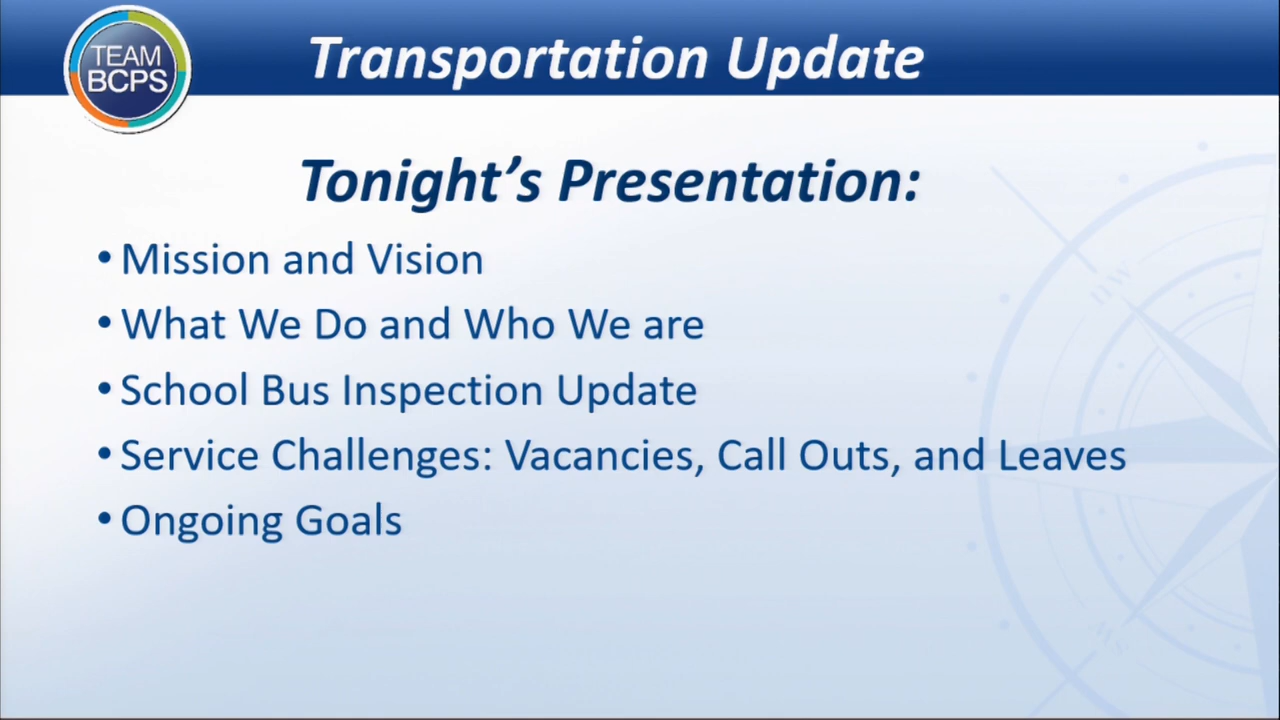 TEAM
BCPS
Transportation Update
Tonight's Presentation:
• Mission and Vision
• What We Do and Who We are
• School Bus Inspection Update
• Service Challenges: Vacancies, Call Outs, and Leaves
• Ongoing Goals